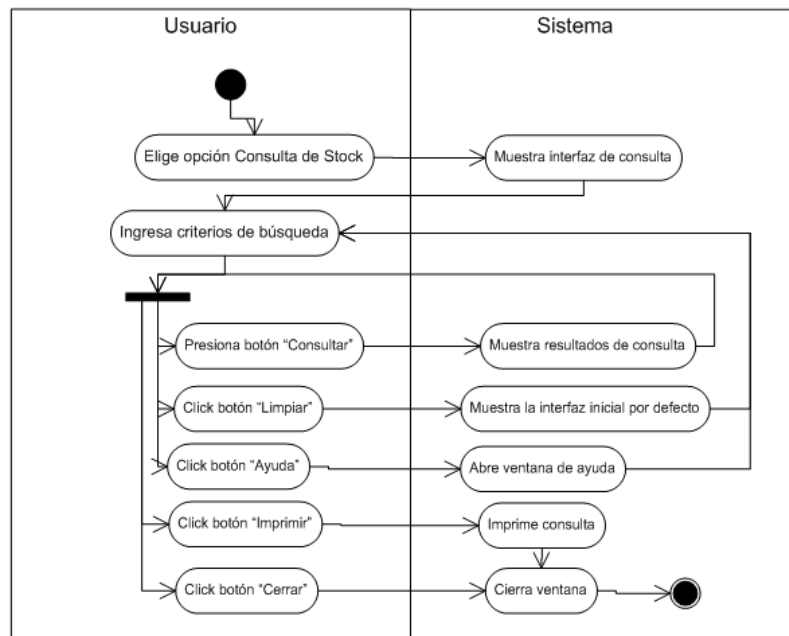 Usuario
Sistema
Elige opción Consulta de Stock
Muestra interfaz de consulta
Ingresa criterios de búsqueda
Presiona botón “Consultar”
Muestra resultados de consulta
Click botón “Limpiar”
Muestra la interfaz inicial por defecto
Click botón “Ayuda”
Abre ventana de ayuda
Click botón “Imprimir”
Imprime consulta
Click botón “Cerrar”
Cierra ventana